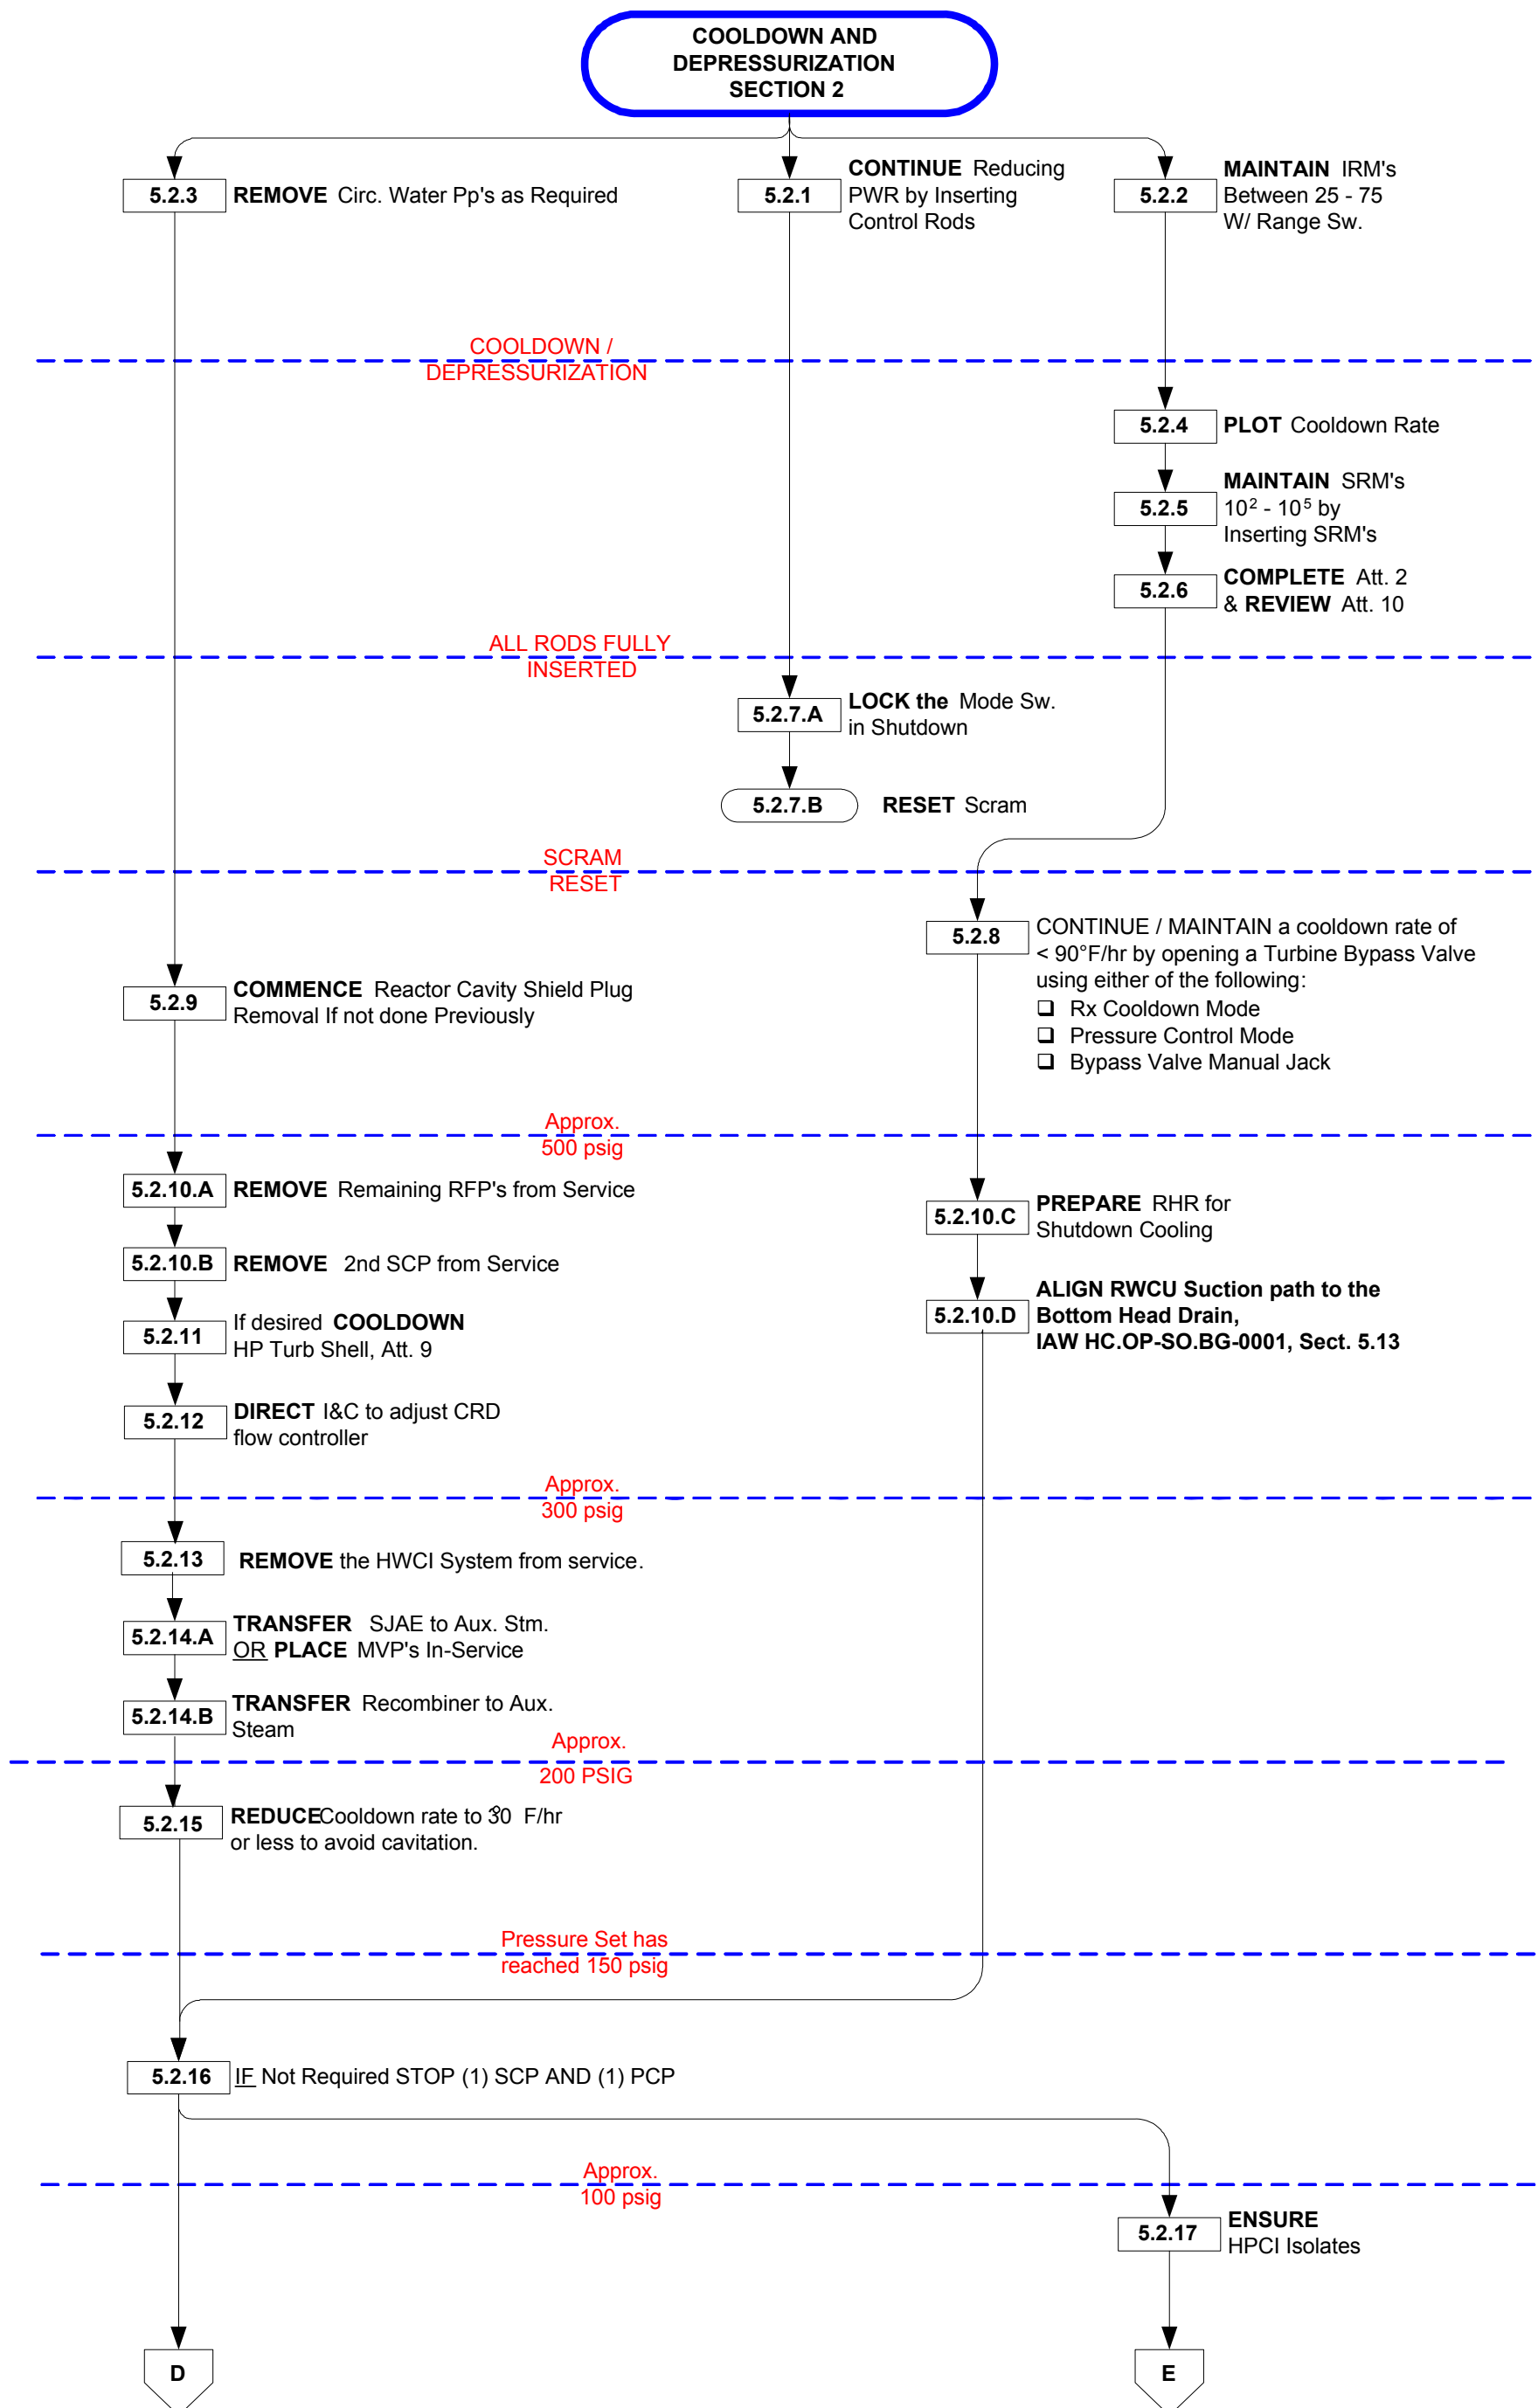 COOLDOWN AND
DEPRESSURIZATION
SECTION 2
5.2.3
REMOVE Circ. Water Pp's as Required
5.2.1
CONTINUE Reducing
PWR by Inserting
Control Rods
5.2.2
MAINTAIN IRM's
Between 25 - 75
W/ Range Sw.
COOLDOWN /
DEPRESSURIZATION
5.2.4
PLOT Cooldown Rate
5.2.5
MAINTAIN SRM's
10² - 10⁵ by
Inserting SRM's
5.2.6
COMPLETE Att. 2
& REVIEW Att. 10
ALL RODS FULLY
INSERTED
5.2.7.A
LOCK the Mode Sw.
in Shutdown
5.2.7.B
RESET Scram
SCRAM
RESET
5.2.8
CONTINUE / MAINTAIN a cooldown rate of
< 90°F/hr by opening a Turbine Bypass Valve
using either of the following:
❑ Rx Cooldown Mode
❑ Pressure Control Mode
❑ Bypass Valve Manual Jack
5.2.9
COMMENCE Reactor Cavity Shield Plug
Removal If not done Previously
Approx.
500 psig
5.2.10.A
REMOVE Remaining RFP's from Service
5.2.10.B
REMOVE 2nd SCP from Service
5.2.11
If desired COOLDOWN
HP Turb Shell, Att. 9
5.2.12
DIRECT I&C to adjust CRD
flow controller
5.2.10.C
PREPARE RHR for
Shutdown Cooling
5.2.10.D
ALIGN RWCU Suction path to the
Bottom Head Drain,
IAW HC.OP-SO.BG-0001, Sect. 5.13
Approx.
300 psig
5.2.13
REMOVE the HWCI System from service.
5.2.14.A
TRANSFER SJAE to Aux. Stm.
OR PLACE MVP's In-Service
5.2.14.B
TRANSFER Recombiner to Aux.
Steam
Approx.
200 PSIG
5.2.15
REDUCE Cooldown rate to 30 F/hr
or less to avoid cavitation.
Pressure Set has
reached 150 psig
5.2.16
IF Not Required STOP (1) SCP AND (1) PCP
Approx.
100 psig
5.2.17
ENSURE
HPCI Isolates
D
E